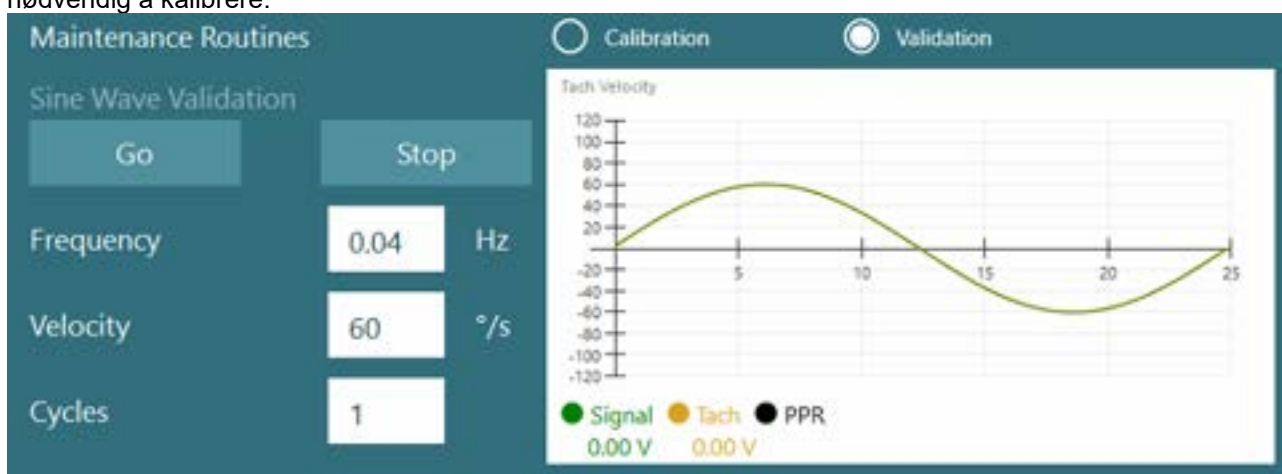 nødvendig å kalibrere.
Maintenance Routines
Calibration
Validation
Sine Wave Validation
Go
Stop
Frequency
0.04
Hz
Velocity
60
°/s
Cycles
1
Tach Velocity
120
100
80
60
40
20
-20
-40
-60
-80
-100
-120
5
10
15
20
25
Signal
Tach
PPR
0.00 V
0.00 V